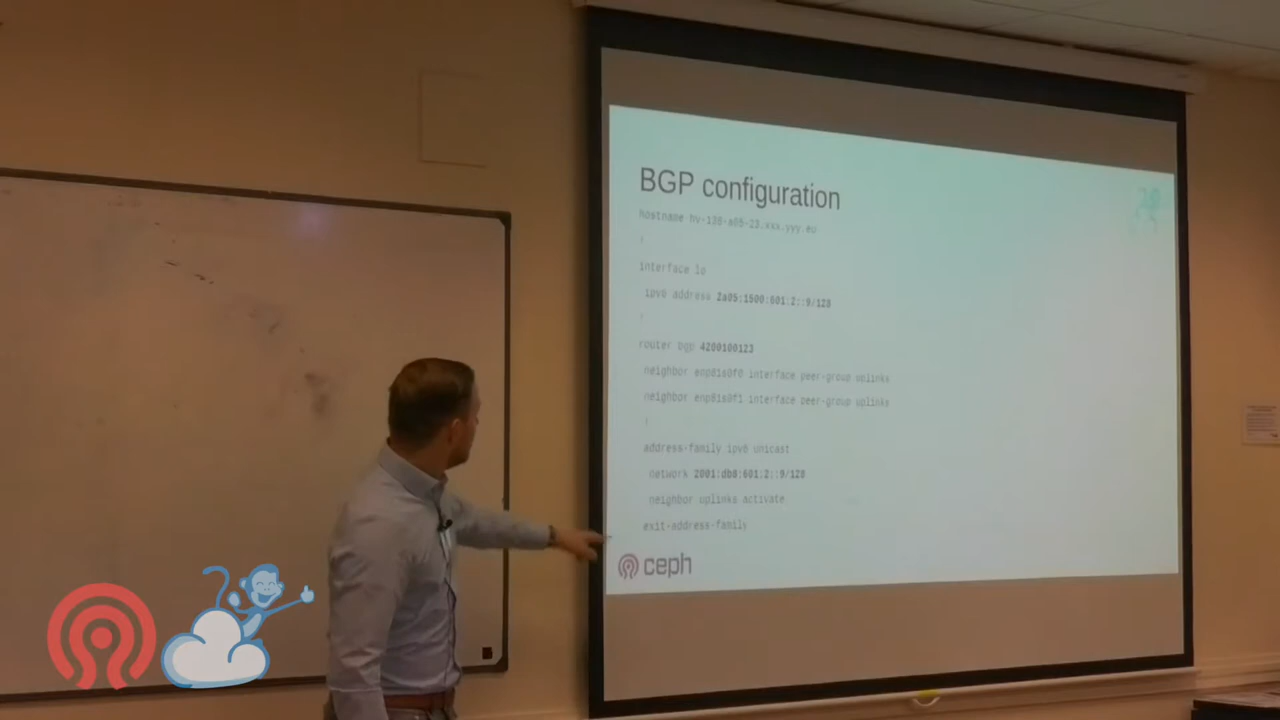 BGP configuration
hostname hv-138-a05-23.xxx.yyy.eu
!
interface lo
ipv6 address 2a05:1500:601:2::9/128
!
router bgp 4200100123
neighbor enp81s0f0 interface peer-group uplinks
neighbor enp81s0f1 interface peer-group uplinks
!
address-family ipv6 unicast
network 2001:db8:601:2::9/128
neighbor uplinks activate
exit-address-family
ceph